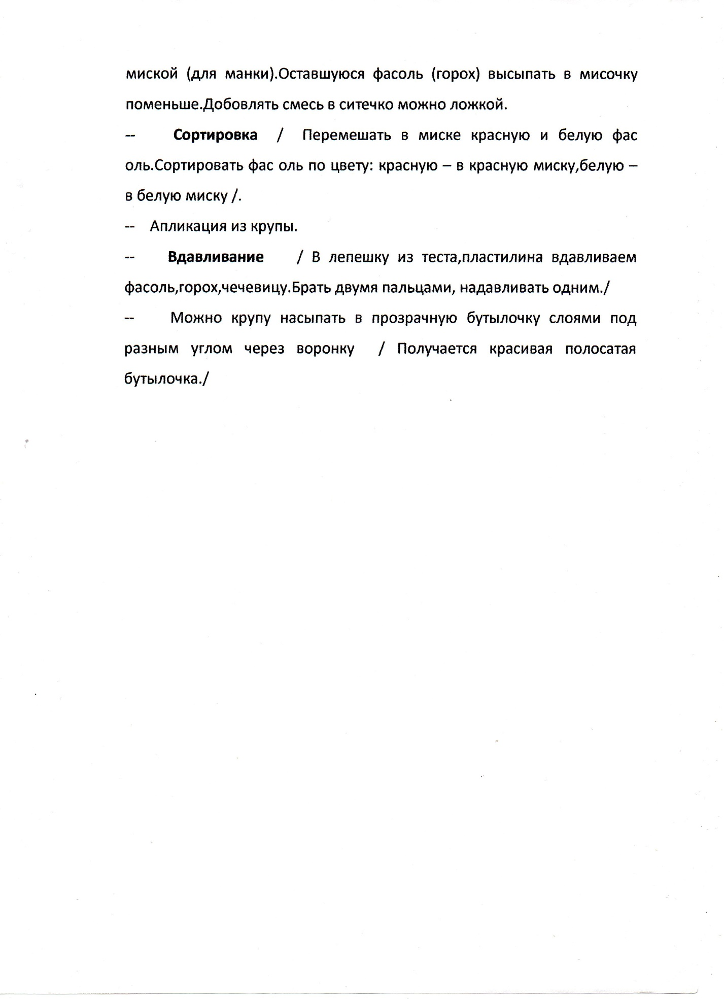 миской (для манки).Оставшуюся фасоль (горох) высыпать в мисочку
поменьше.Добовлять смесь в ситечко можно ложкой.
-- Сортировка / Перемешать в миске красную и белую фас
оль.Сортировать фас оль по цвету: красную – в красную миску,белую –
в белую миску /.
-- Апликация из крупы.
-- Вдавливание / В лепешку из теста,пластилина вдавливаем
фасоль,горох,чечевицу.Брать двумя пальцами, надавливать одним./
-- Можно крупу насыпать в прозрачную бутылочку слоями под
разным углом через воронку / Получается красивая полосатая
бутылочка./